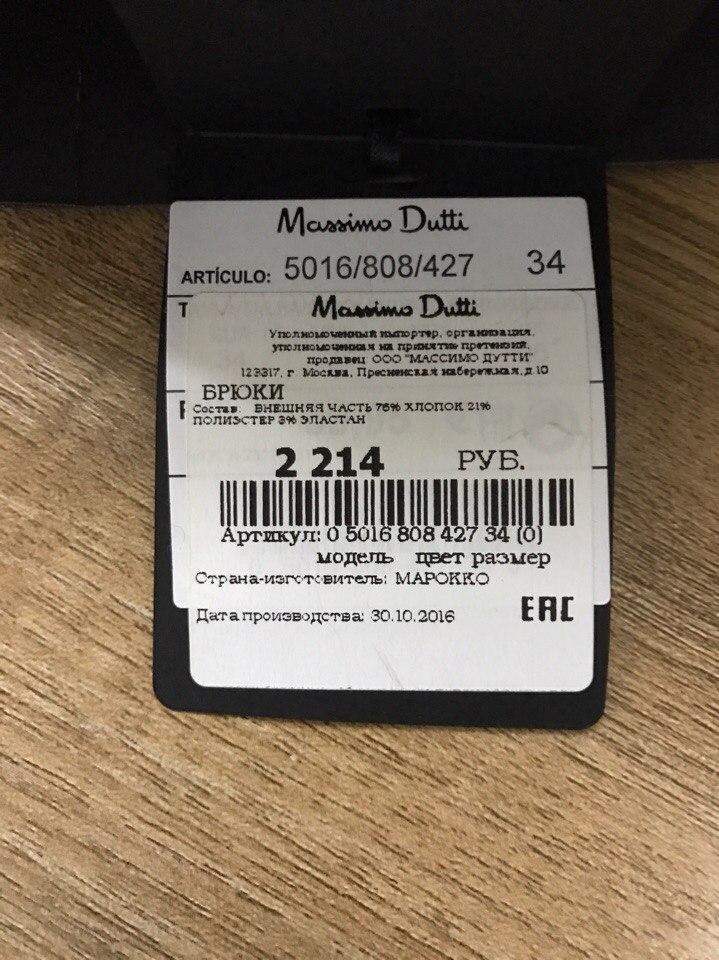 Massimo Dutti
ARTÍCULO: 5016/808/427 34
Massimo Dutti
Уполномоченный импортер, организация,
уполномоченная на принятие претензий,
продавец ООО "МАССИМО ДУТТИ"
123317, г. Москва, Пресненская набережная, д.10
БРЮКИ
Состав: ВНЕШНЯЯ ЧАСТЬ 76% ХЛОПОК 21%
ПОЛИЭСТЕР 3% ЭЛАСТАН
2 214 РУБ.
Артикул: 0 5016 808 427 34 (0)
модель цвет размер
Страна-изготовитель: МАРОККО
Дата производства: 30.10.2016
EAC